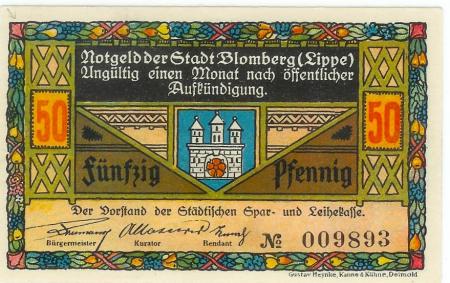 Notgeld der Stadt Blomberg (Lippe)
Ungültig einen Monat nach öffentlicher
Aufkündigung.
50 50
Fünfzig Pfennig
Der Vorstand der Städtischen Spar- und Leihekasse.
Bürgermeister Kurator Rendant № 009893
Gustav Heynke, Kanne & Kühne, Detmold